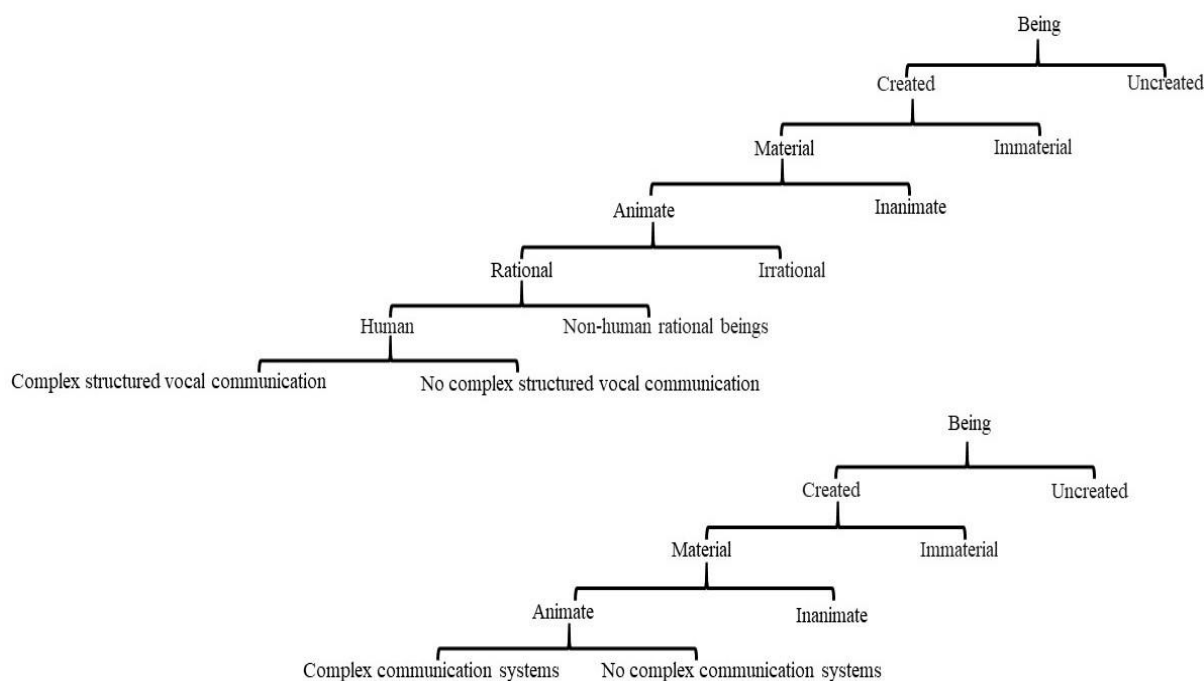 Being
Created Uncreated
Material Immaterial
Animate Inanimate
Rational Irrational
Human Non-human rational beings
Complex structured vocal communication No complex structured vocal communication
Being
Created Uncreated
Material Immaterial
Animate Inanimate
Complex communication systems No complex communication systems